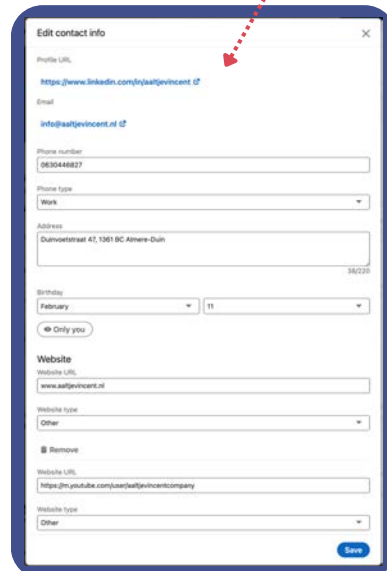 Edit contact info
Profile URL
https://www.linkedin.com/in/aaltjevincent
Email
info@aaltjevincent.nl
Phone number
0630446827
Phone type
Work
Address
Duinvoetstraat 47, 1361 BC Almere-Duin
38/220
Birthday
February 11
Only you
Website
Website URL
www.aaltjevincent.nl
Website type
Other
Remove
Website URL
https://m.youtube.com/user/aaltjevincentcompany
Website type
Other
Save